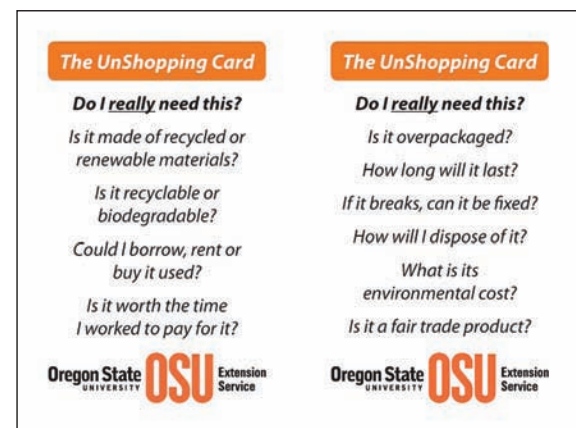 The UnShopping Card
Do I really need this?
Is it made of recycled or
renewable materials?
Is it recyclable or
biodegradable?
Could I borrow, rent or
buy it used?
Is it worth the time
I worked to pay for it?
Oregon State
UNIVERSITY
OSU
Extension
Service
The UnShopping Card
Do I really need this?
Is it overpackaged?
How long will it last?
If it breaks, can it be fixed?
How will I dispose of it?
What is its
environmental cost?
Is it a fair trade product?
Oregon State
UNIVERSITY
OSU
Extension
Service